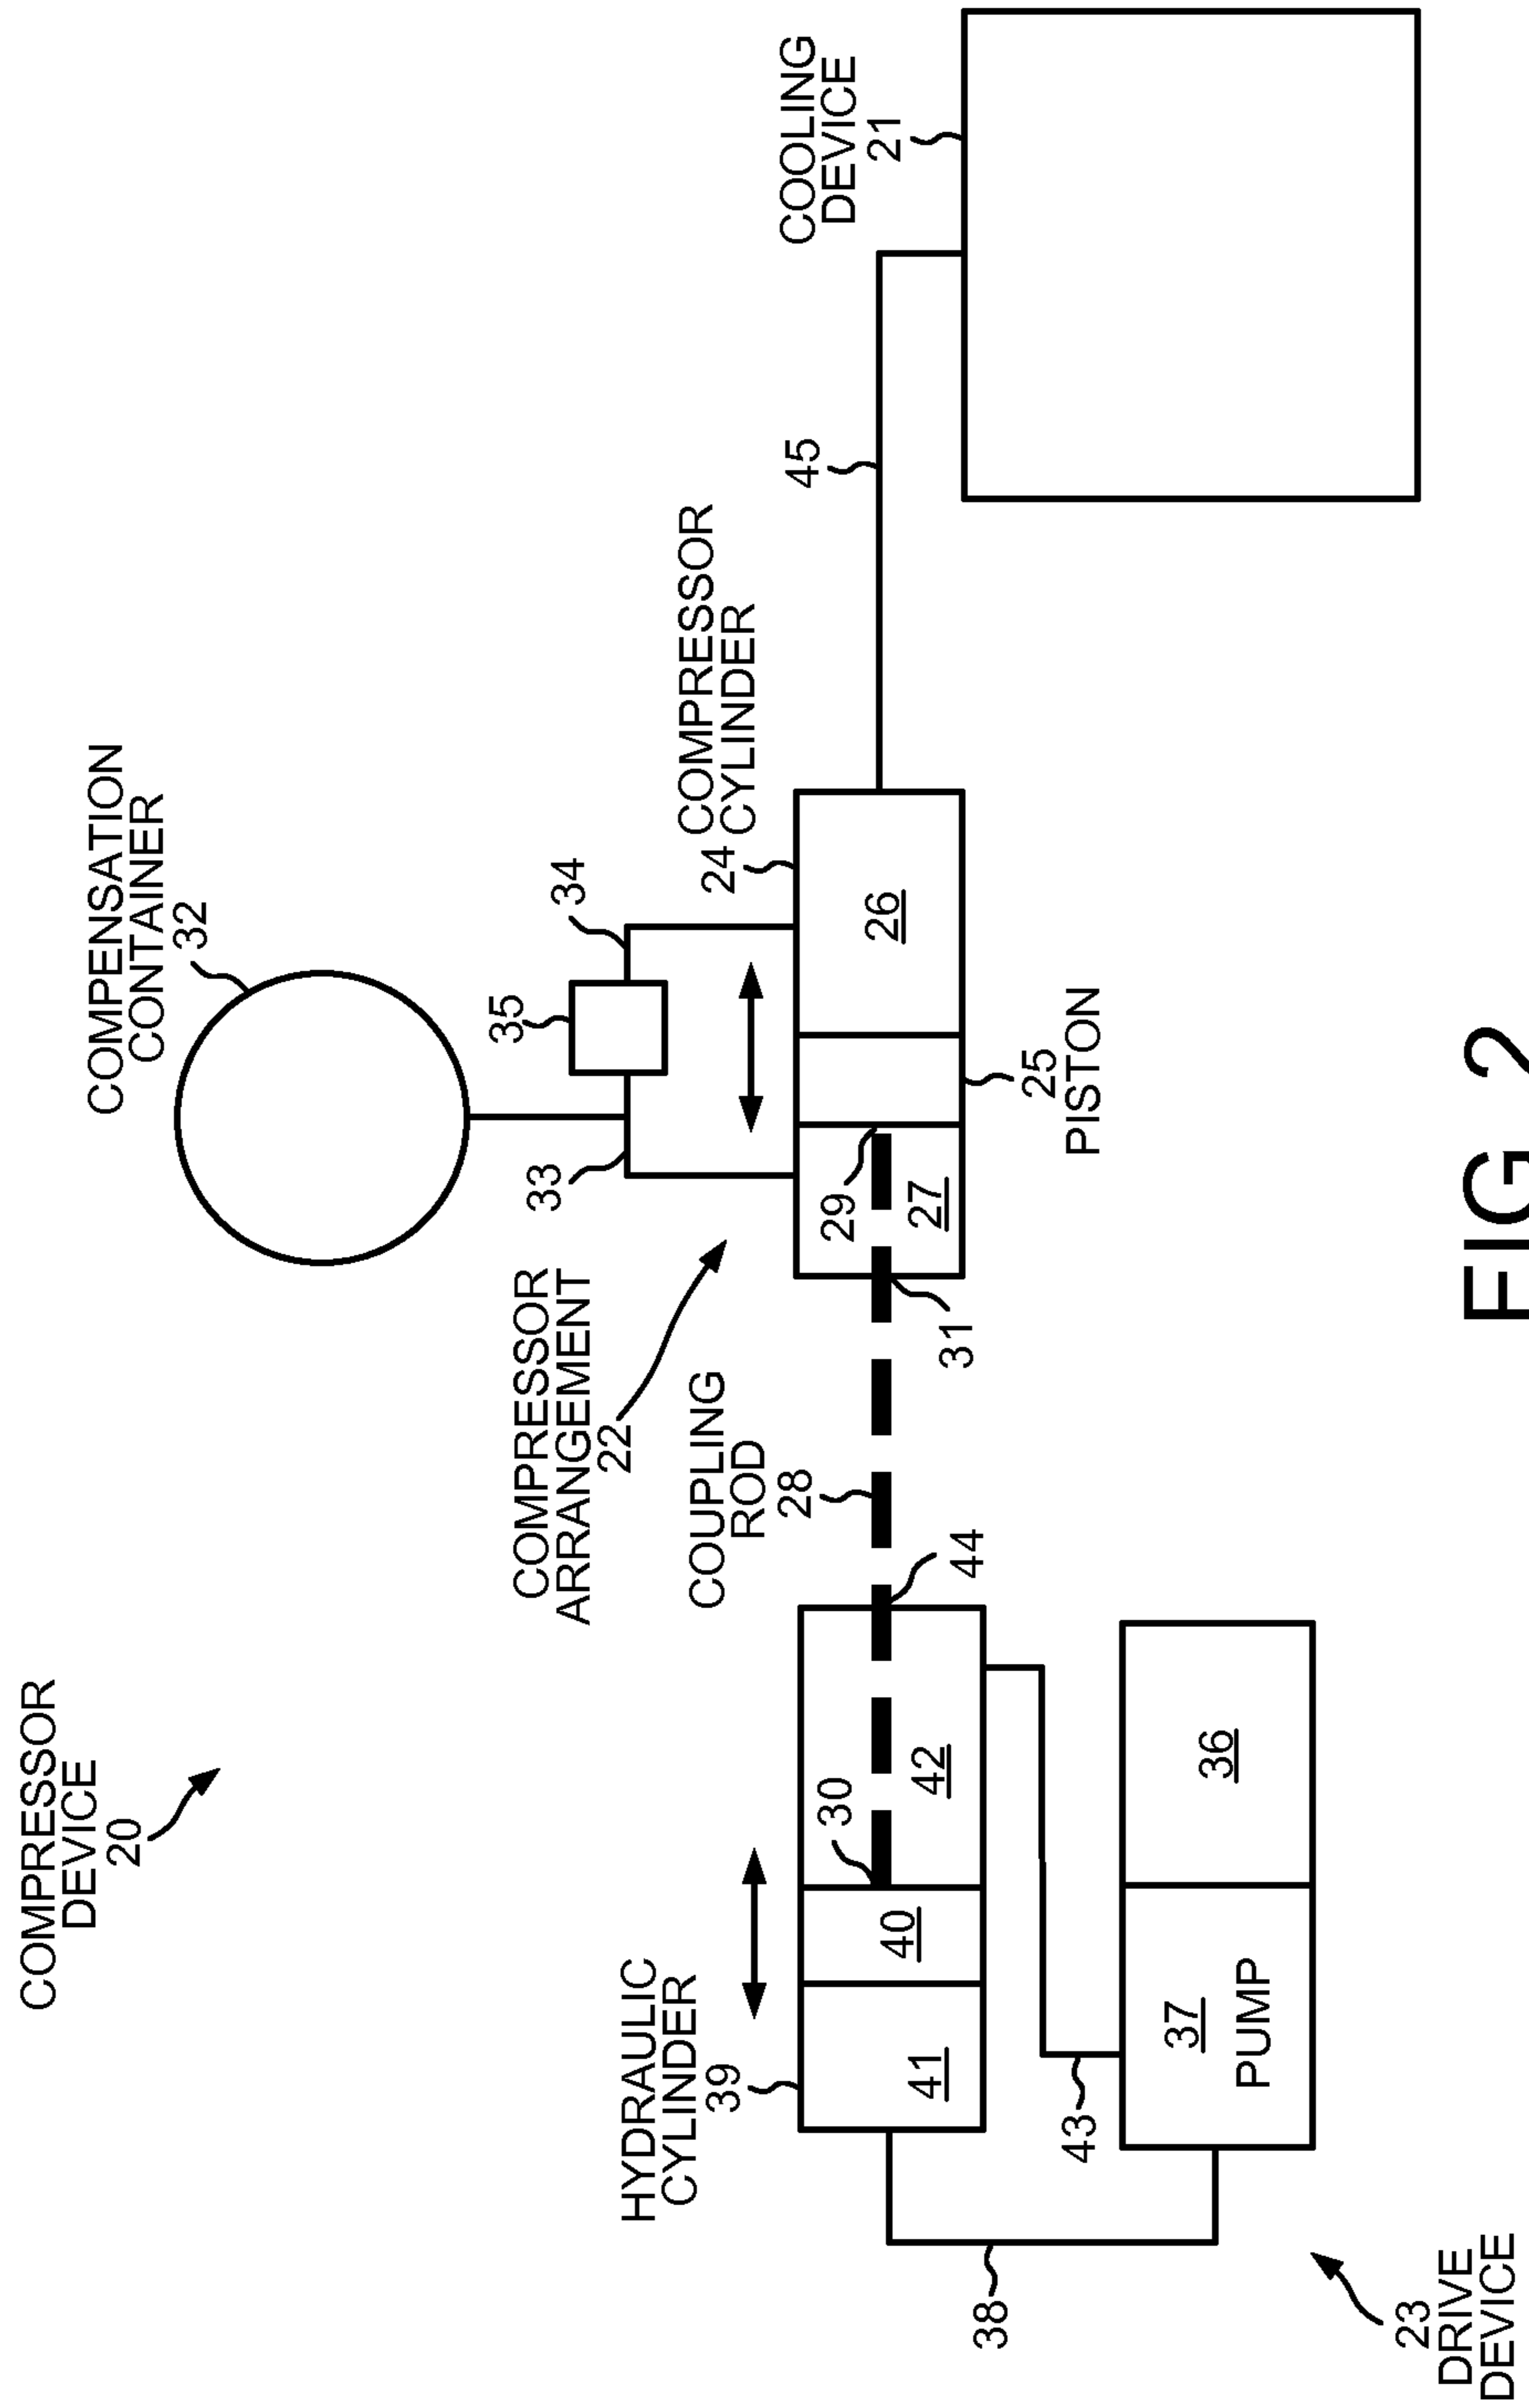 COMPRESSOR
DEVICE
20
COMPENSATION
CONTAINER
32
COOLING
DEVICE
21
COMPRESSOR
ARRANGEMENT
22
33
35
34
COMPRESSOR
CYLINDER
24
45
HYDRAULIC
CYLINDER
39
COUPLING
ROD
28
30
29
26
41
40
42
44
31
27
25
PISTON
43
38
37
PUMP
36
23
DRIVE
DEVICE
FIG 2